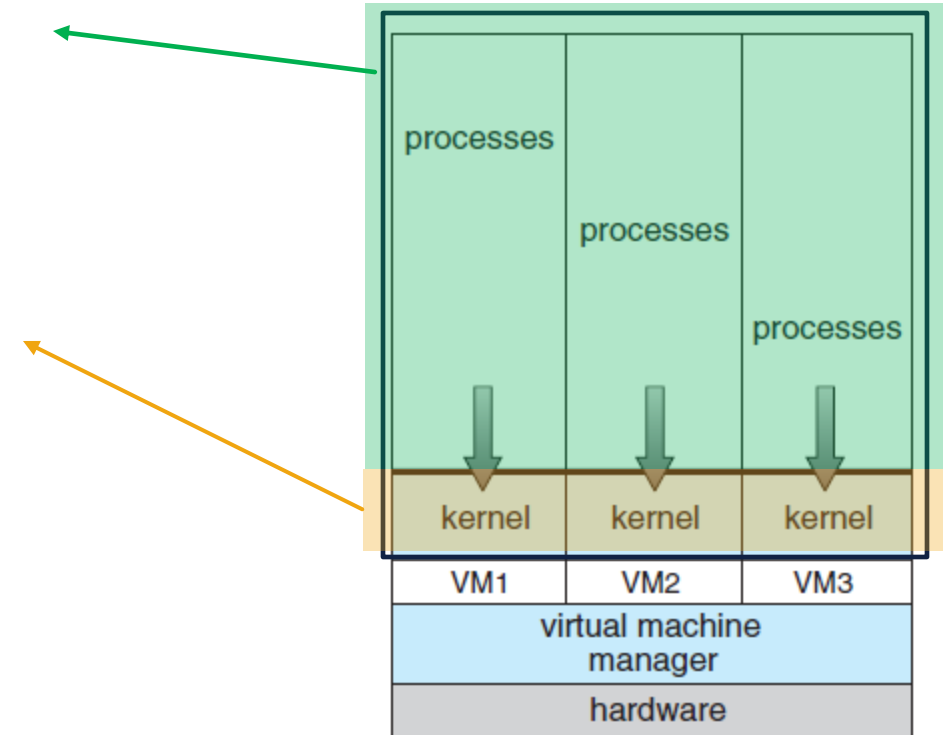 processes
processes
processes
kernel kernel kernel
VM1 VM2 VM3
virtual machine
manager
hardware